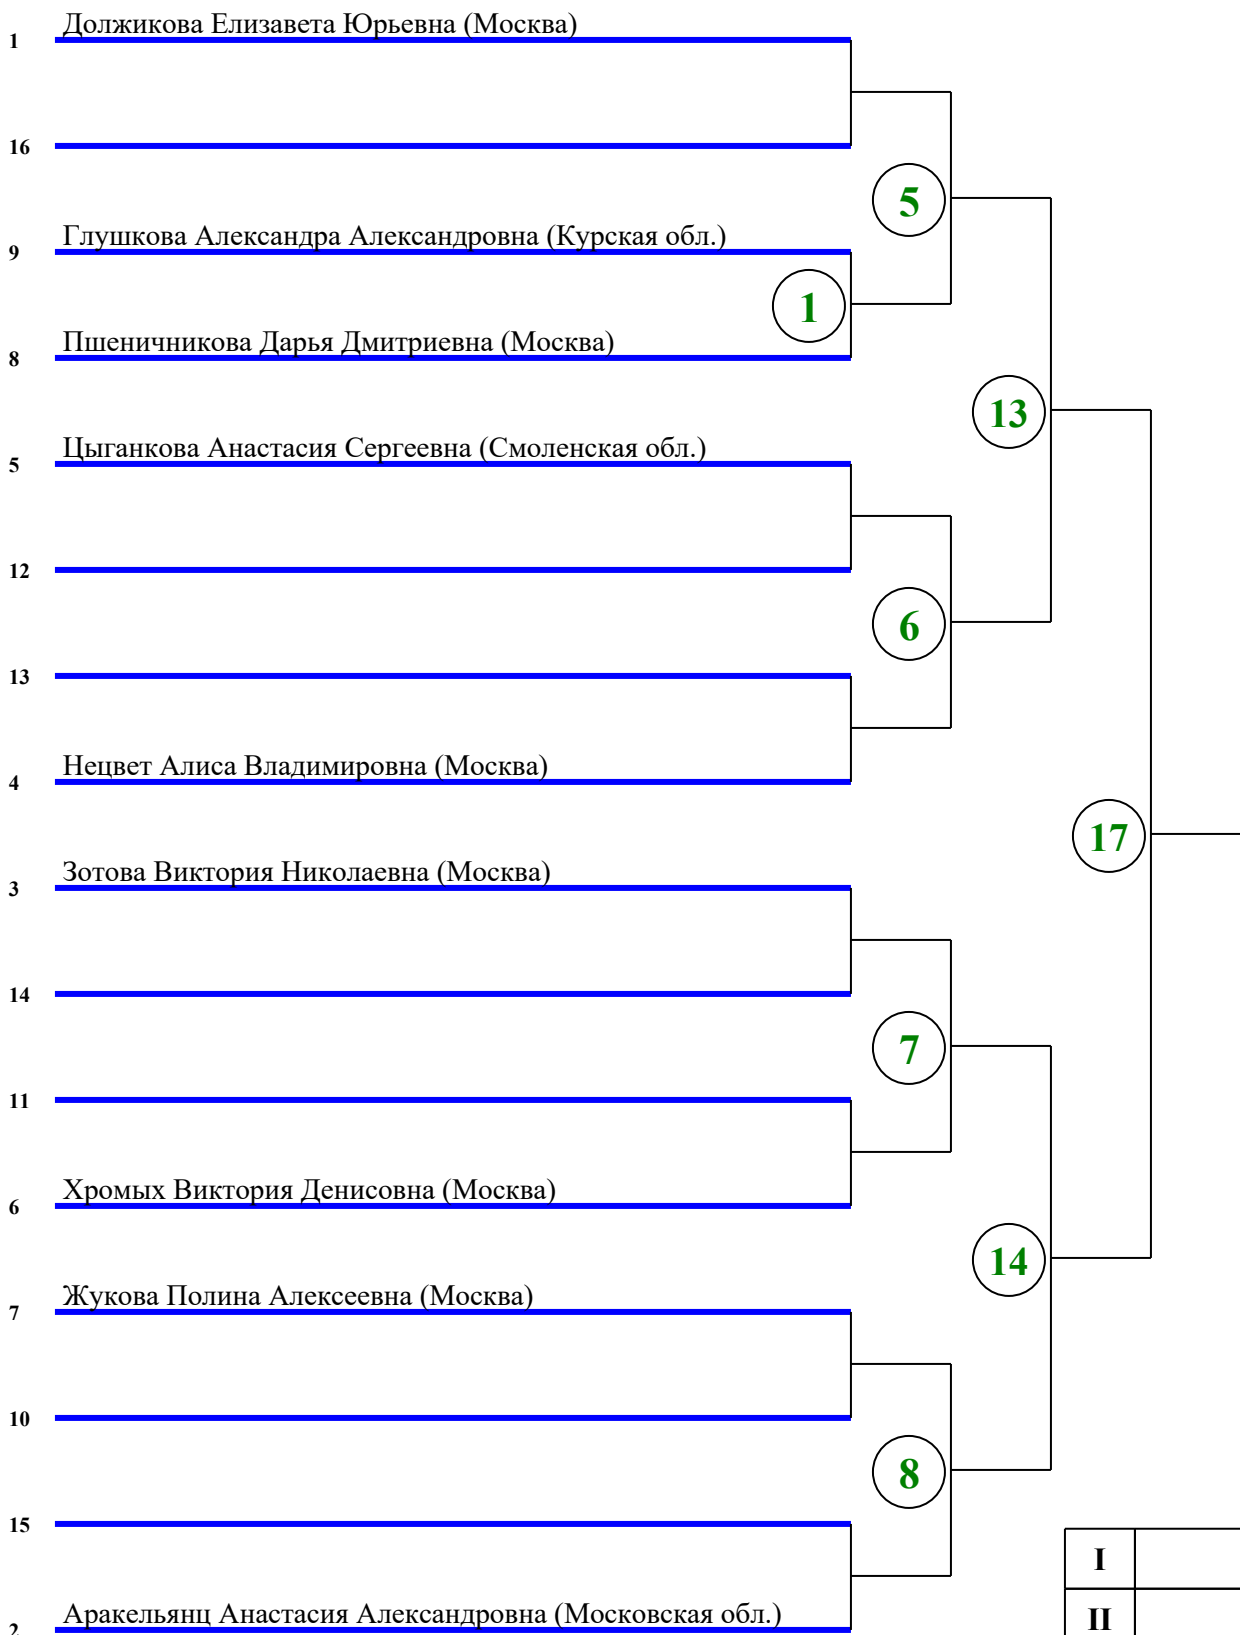 Должикова Елизавета Юрьевна (Москва)
1
16
5
Глушкова Александра Александровна (Курская обл.)
9
1
Пшеничникова Дарья Дмитриевна (Москва)
8
13
Цыганкова Анастасия Сергеевна (Смоленская обл.)
5
12
6
13
Нецвет Алиса Владимировна (Москва)
4
17
Зотова Виктория Николаевна (Москва)
3
14
7
11
Хромых Виктория Денисовна (Москва)
6
14
Жукова Полина Алексеевна (Москва)
7
10
8
15
I
Аракельянц Анастасия Александровна (Московская обл.)
II
2